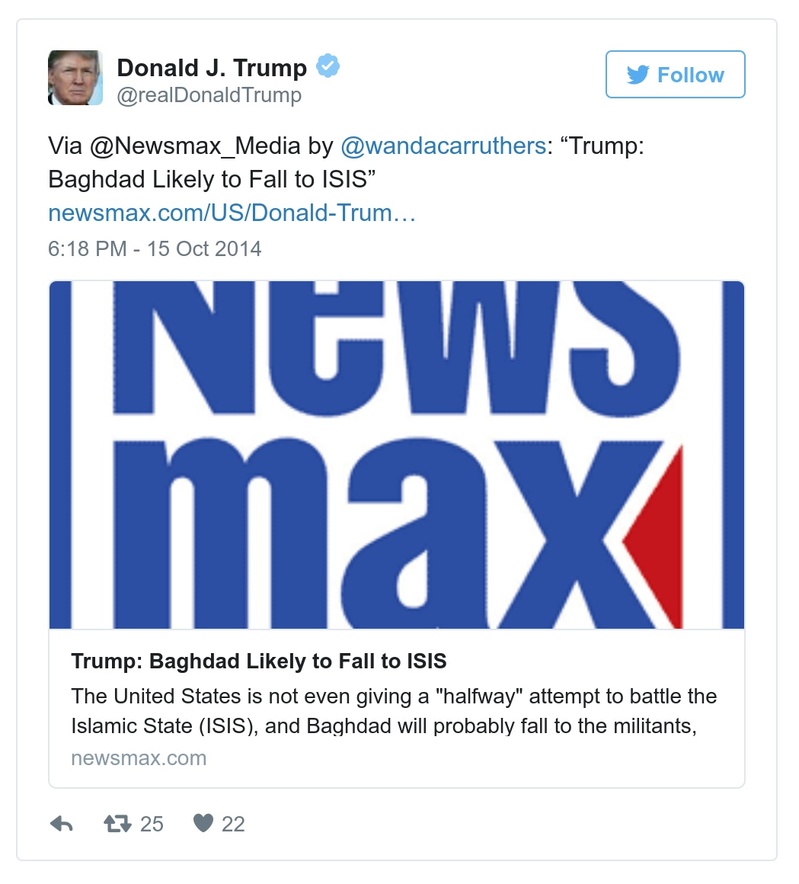 Donald J. Trump
@realDonaldTrump
Follow
Via @Newsmax_Media by @wandacarruthers: “Trump:
Baghdad Likely to Fall to ISIS”
newsmax.com/US/Donald-Trum…
6:18 PM - 15 Oct 2014
News
max
Trump: Baghdad Likely to Fall to ISIS
The United States is not even giving a "halfway" attempt to battle the
Islamic State (ISIS), and Baghdad will probably fall to the militants,
newsmax.com
25
22